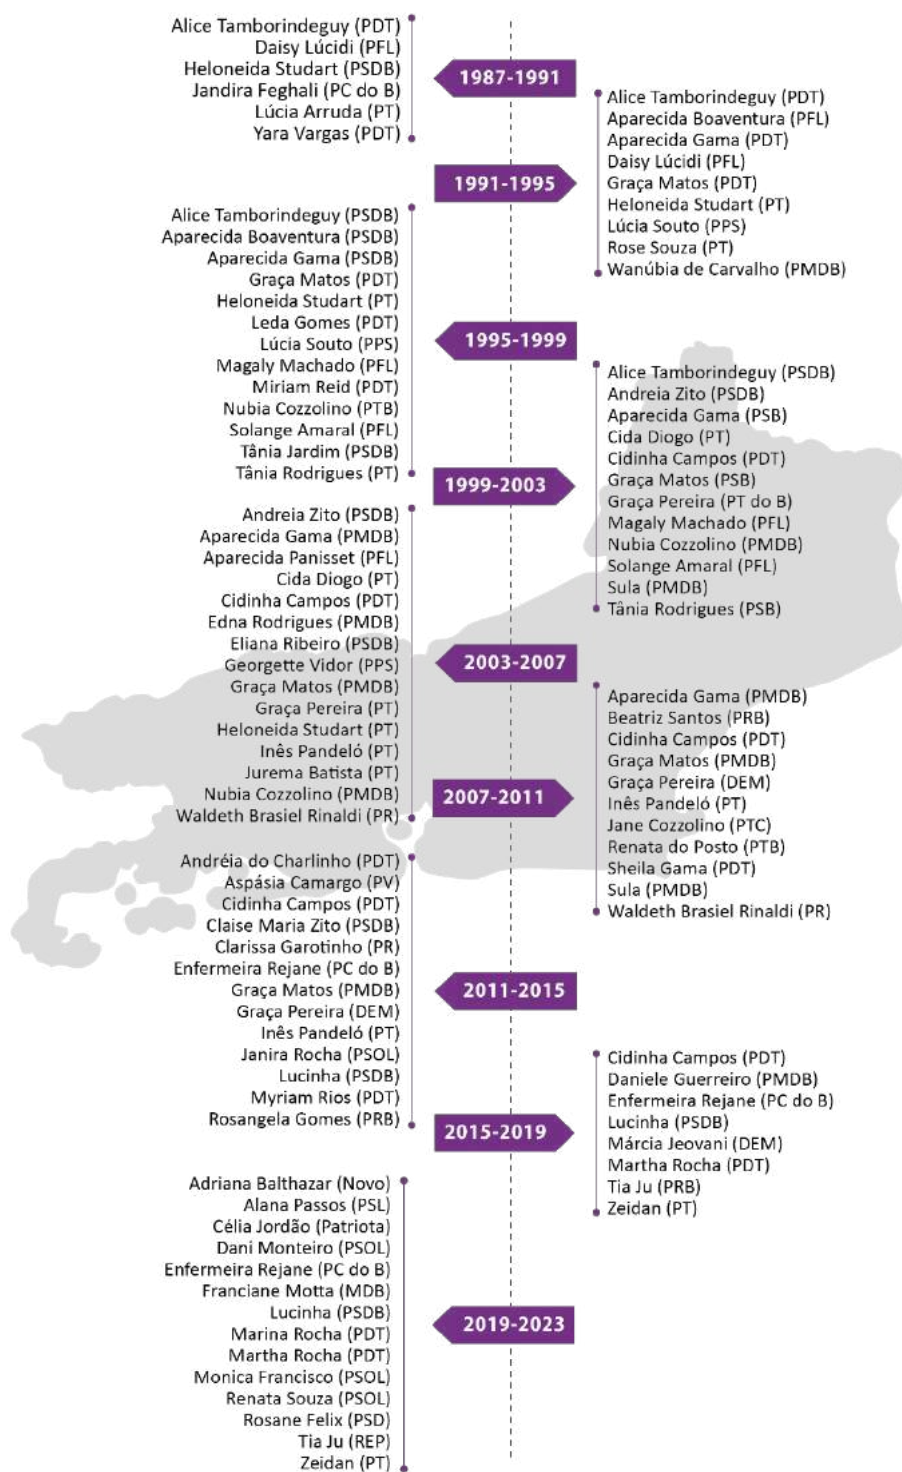 1987-1991
Alice Tamborindeguy (PDT)
Daisy Lúcidi (PFL)
Heloneida Studart (PSDB)
Jandira Feghali (PC do B)
Lúcia Arruda (PT)
Yara Vargas (PDT)
1991-1995
Alice Tamborindeguy (PDT)
Aparecida Boaventura (PFL)
Aparecida Gama (PDT)
Daisy Lúcidi (PFL)
Graça Matos (PDT)
Heloneida Studart (PT)
Lúcia Souto (PPS)
Rose Souza (PT)
Wanúbia de Carvalho (PMDB)
1995-1999
Alice Tamborindeguy (PSDB)
Aparecida Boaventura (PSDB)
Aparecida Gama (PSDB)
Graça Matos (PDT)
Heloneida Studart (PT)
Leda Gomes (PDT)
Lúcia Souto (PPS)
Magaly Machado (PFL)
Miriam Reid (PDT)
Nubia Cozzolino (PTB)
Solange Amaral (PFL)
Tânia Jardim (PSDB)
Tânia Rodrigues (PT)
1999-2003
Alice Tamborindeguy (PSDB)
Andreia Zito (PSDB)
Aparecida Gama (PSB)
Cida Diogo (PT)
Cidinha Campos (PDT)
Graça Matos (PSB)
Graça Pereira (PT do B)
Magaly Machado (PFL)
Nubia Cozzolino (PMDB)
Solange Amaral (PFL)
Sula (PMDB)
Tânia Rodrigues (PSB)
2003-2007
Andreia Zito (PSDB)
Aparecida Gama (PMDB)
Aparecida Panisset (PFL)
Cida Diogo (PT)
Cidinha Campos (PDT)
Edna Rodrigues (PMDB)
Eliana Ribeiro (PSDB)
Georgette Vidor (PPS)
Graça Matos (PMDB)
Graça Pereira (PT)
Heloneida Studart (PT)
Inês Pandeló (PT)
Jurema Batista (PT)
Nubia Cozzolino (PMDB)
Waldeth Brasiel Rinaldi (PR)
2007-2011
Aparecida Gama (PMDB)
Beatriz Santos (PRB)
Cidinha Campos (PDT)
Graça Matos (PMDB)
Graça Pereira (DEM)
Inês Pandeló (PT)
Jane Cozzolino (PTC)
Renata do Posto (PTB)
Sheila Gama (PDT)
Sula (PMDB)
Waldeth Brasiel Rinaldi (PR)
2011-2015
Andréia do Charlinho (PDT)
Aspásia Camargo (PV)
Cidinha Campos (PDT)
Claise Maria Zito (PSDB)
Clarissa Garotinho (PR)
Enfermeira Rejane (PC do B)
Graça Matos (PMDB)
Graça Pereira (DEM)
Inês Pandeló (PT)
Janira Rocha (PSOL)
Lucinha (PSDB)
Myriam Rios (PDT)
Rosangela Gomes (PRB)
2015-2019
Cidinha Campos (PDT)
Daniele Guerreiro (PMDB)
Enfermeira Rejane (PC do B)
Lucinha (PSDB)
Márcia Jeovani (DEM)
Martha Rocha (PDT)
Tia Ju (PRB)
Zeidan (PT)
2019-2023
Adriana Balthazar (Novo)
Alana Passos (PSL)
Célia Jordão (Patriota)
Dani Monteiro (PSOL)
Enfermeira Rejane (PC do B)
Franciane Motta (MDB)
Lucinha (PSDB)
Marina Rocha (PDT)
Martha Rocha (PDT)
Monica Francisco (PSOL)
Renata Souza (PSOL)
Rosane Felix (PSD)
Tia Ju (REP)
Zeidan (PT)